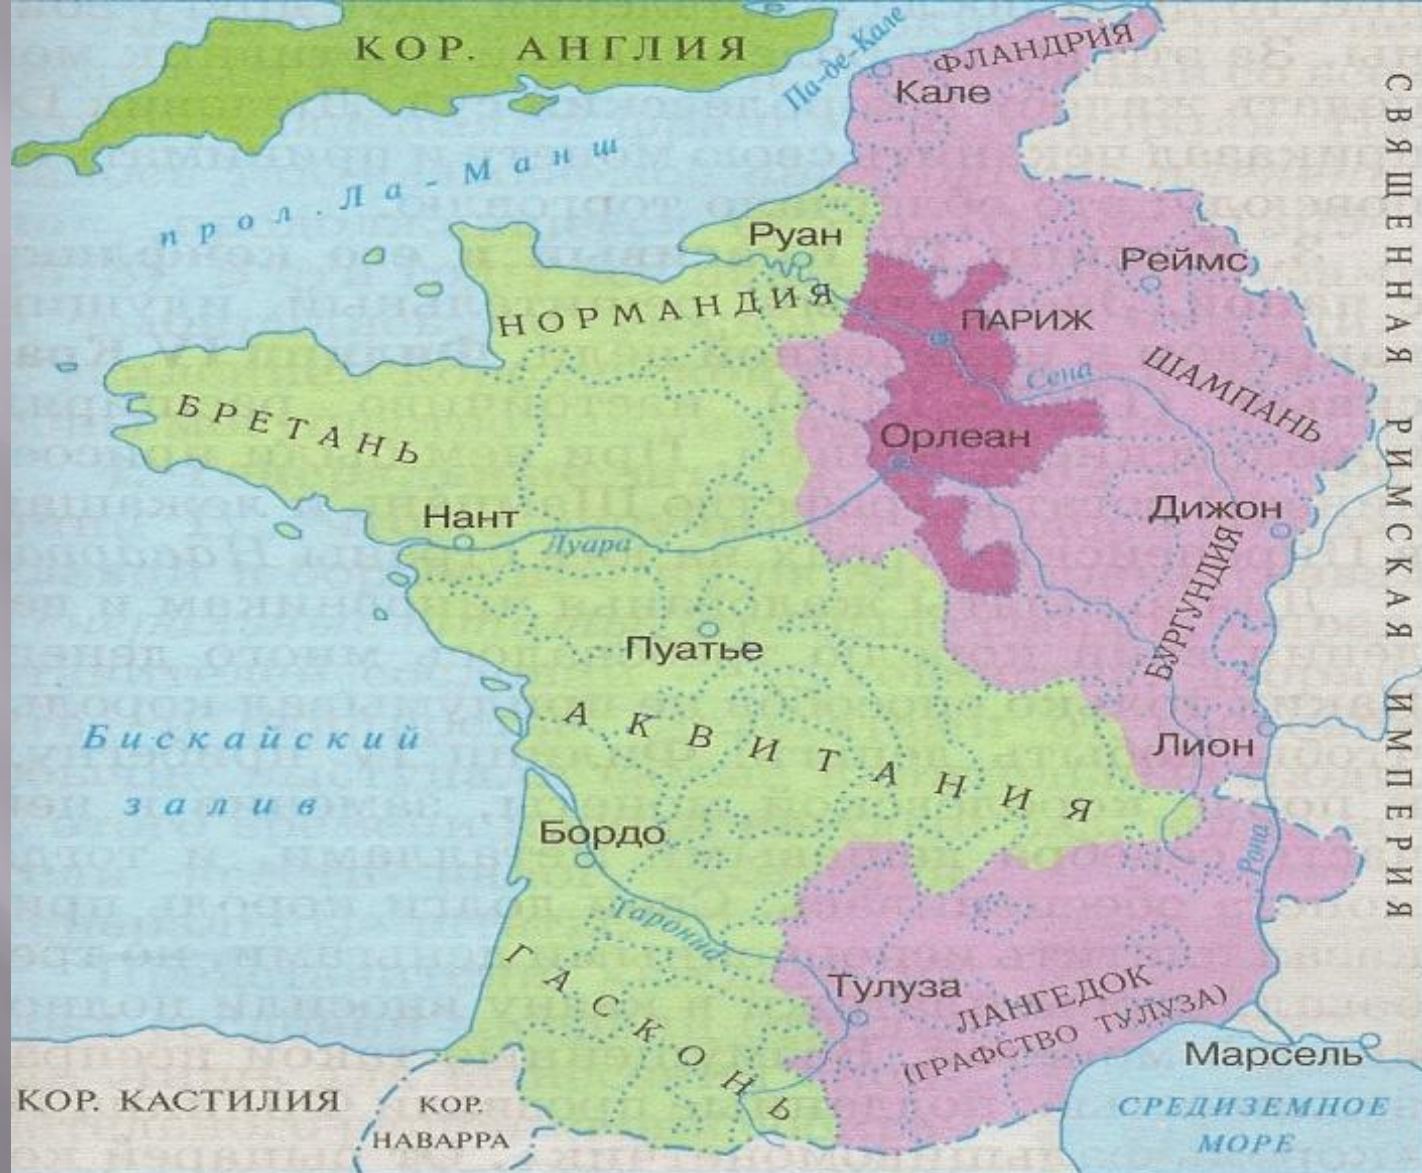 КОР. АНГЛИЯ
Па-де-Кале
ФЛАНДРИЯ
Кале
прол. Ла-Манш
Руан
Реймс
НОРМАНДИЯ
ПАРИЖ
Сена
ШАМПАНЬ
БРЕТАНЬ
Орлеан
Нант
Луара
Дижон
БУРГУНДИЯ
СВЯЩЕННАЯ РИМСКАЯ ИМПЕРИЯ
Пуатье
АКВИТАНИЯ
Лион
Бискайский
залив
Бордо
Рона
Гаронна
ГАСКОНЬ
Тулуза
ЛАНГЕДОК
(ГРАФСТВО ТУЛУЗА)
Марсель
КОР. КАСТИЛИЯ
КОР.
НАВАРРА
СРЕДИЗЕМНОЕ
МОРЕ